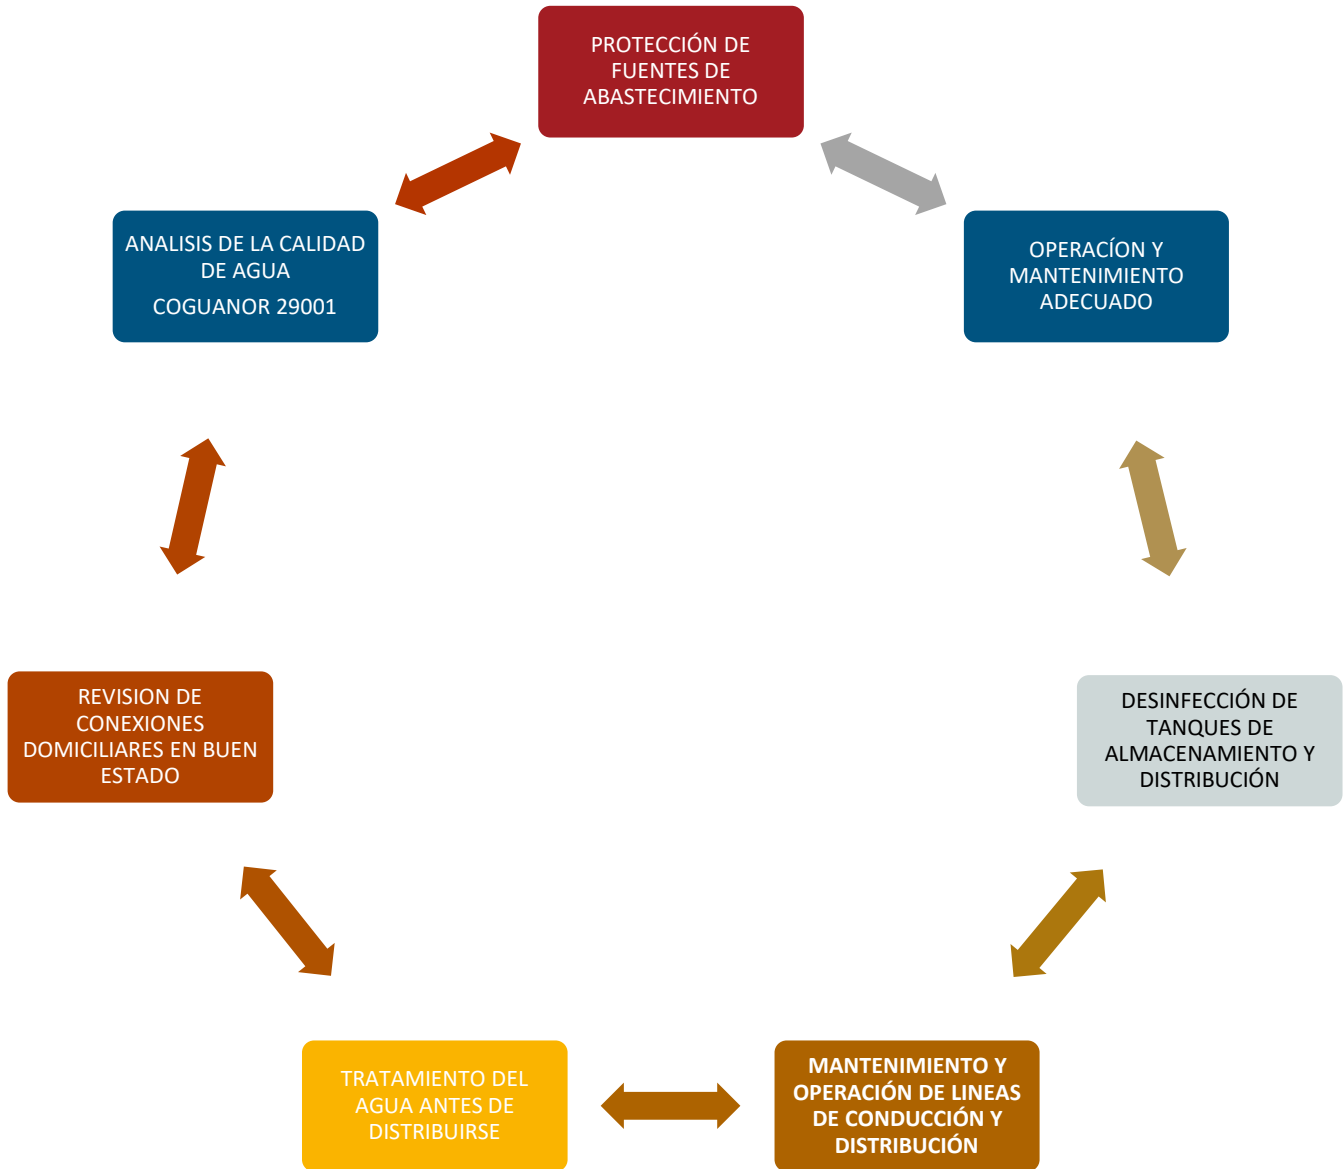 PROTECCIÓN DE
FUENTES DE
ABASTECIMIENTO
OPERACÍON Y
MANTENIMIENTO
ADECUADO
DESINFECCIÓN DE
TANQUES DE
ALMACENAMIENTO Y
DISTRIBUCIÓN
MANTENIMIENTO Y
OPERACIÓN DE LINEAS
DE CONDUCCIÓN Y
DISTRIBUCIÓN
TRATAMIENTO DEL
AGUA ANTES DE
DISTRIBUIRSE
REVISION DE
CONEXIONES
DOMICILIARES EN BUEN
ESTADO
ANALISIS DE LA CALIDAD
DE AGUA
COGUANOR 29001